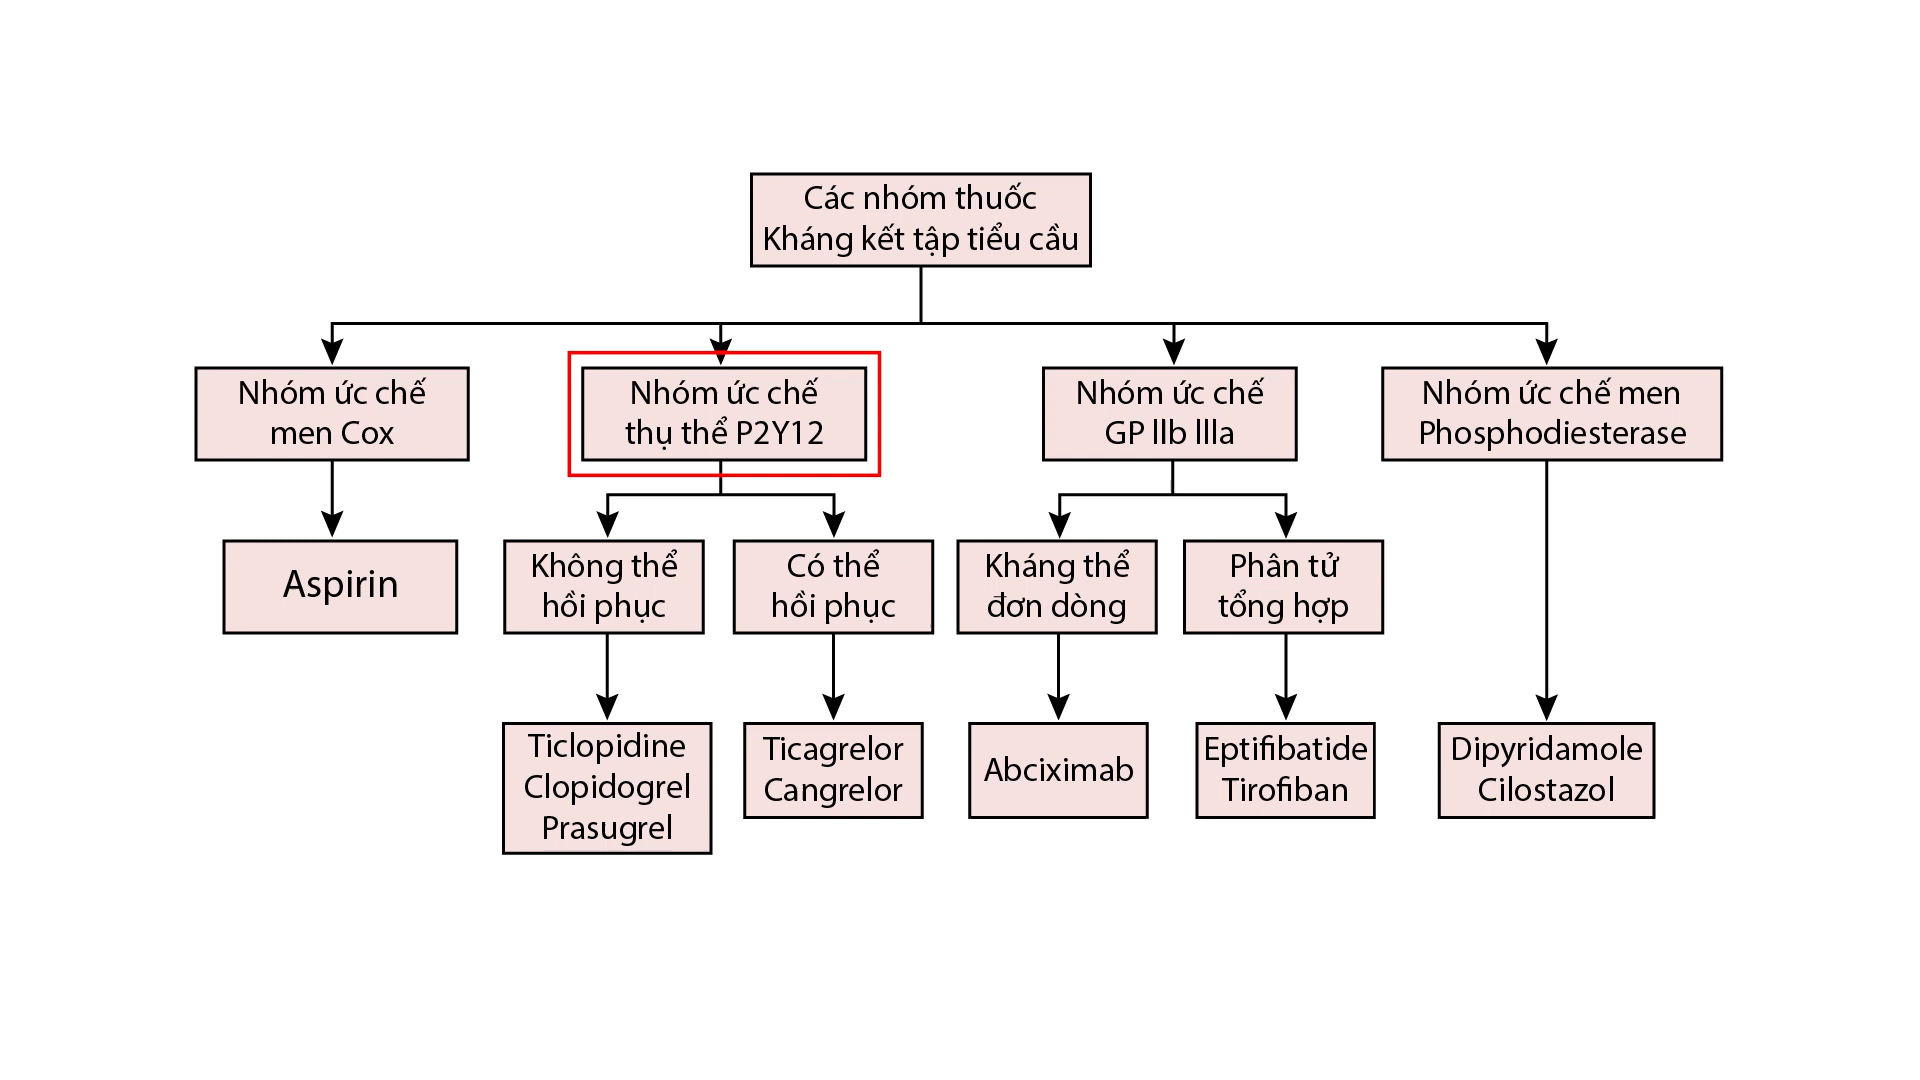 Các nhóm thuốc
Kháng kết tập tiểu cầu
Nhóm ức chế
men Cox
Nhóm ức chế
thụ thể P2Y12
Nhóm ức chế
GP llb llla
Nhóm ức chế men
Phosphodiesterase
Aspirin
Không thể
hồi phục
Có thể
hồi phục
Kháng thể
đơn dòng
Phân tử
tổng hợp
Ticlopidine
Clopidogrel
Prasugrel
Ticagrelor
Cangrelor
Abciximab
Eptifibatide
Tirofiban
Dipyridamole
Cilostazol